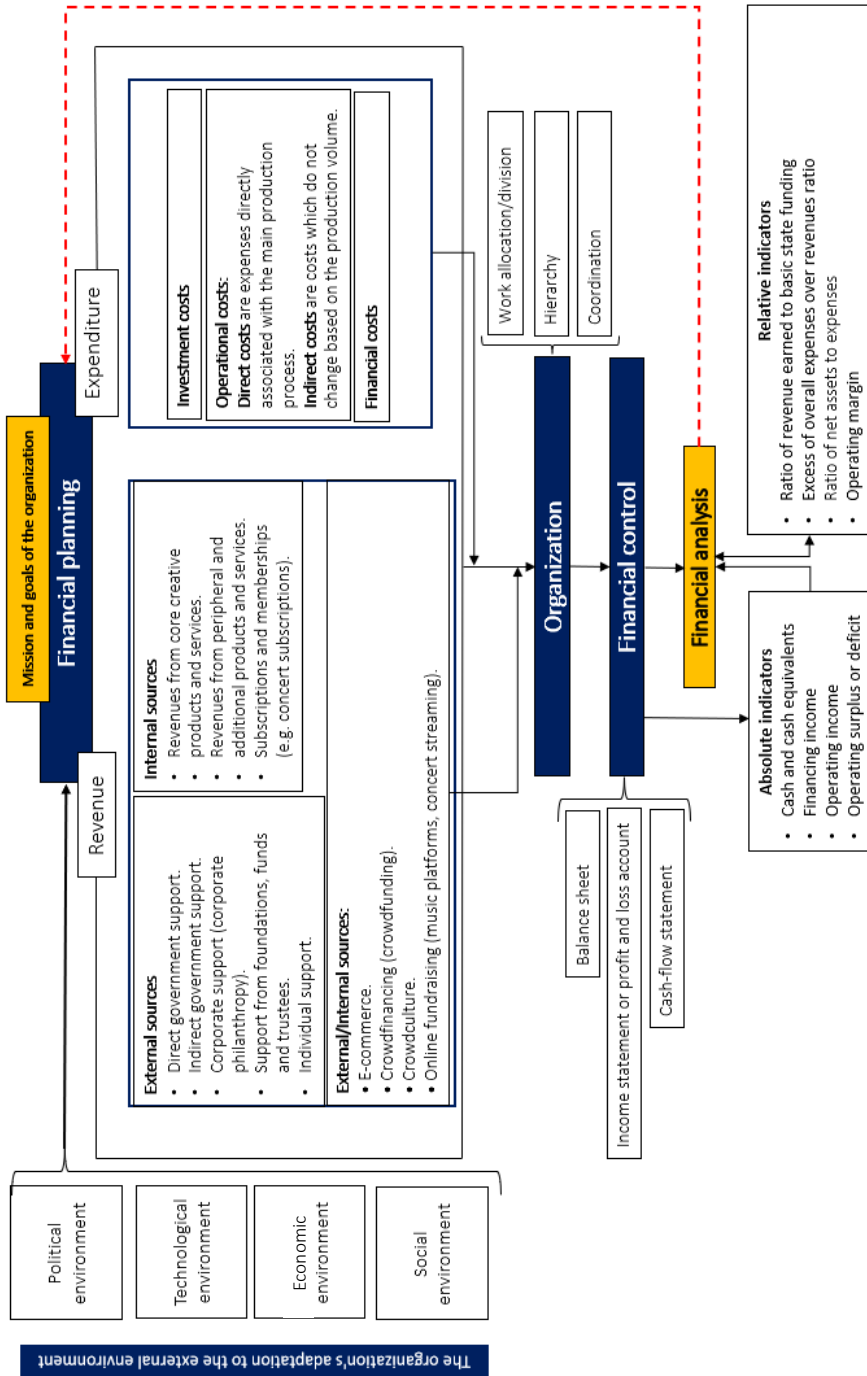 The organization's adaptation to the external environment
Political
environment
Technological
environment
Economic
environment
Social
environment
Mission and goals of the organization
Financial planning
Revenue
Expenditure
External sources
• Direct government support.
• Indirect government support.
• Corporate support (corporate
philanthropy).
• Support from foundations, funds
and trustees.
• Individual support.
Internal sources
• Revenues from core creative
• products and services.
• Revenues from peripheral and
• additional products and services.
• Subscriptions and memberships
(e.g. concert subscriptions).
External/Internal sources:
• E-commerce.
• Crowdfinancing (crowdfunding).
• Crowdculture.
• Online fundraising (music platforms, concert streaming).
Investment costs
Operational costs:
Direct costs are expenses directly
associated with the main production
process.
Indirect costs are costs which do not
change based on the production volume.
Financial costs
Organization
Work allocation/division
Hierarchy
Coordination
Financial control
Balance sheet
Income statement or profit and loss account
Cash-flow statement
Financial analysis
Absolute indicators
• Cash and cash equivalents
• Financing income
• Operating income
• Operating surplus or deficit
Relative indicators
• Ratio of revenue earned to basic state funding
• Excess of overall expenses over revenues ratio
• Ratio of net assets to expenses
• Operating margin